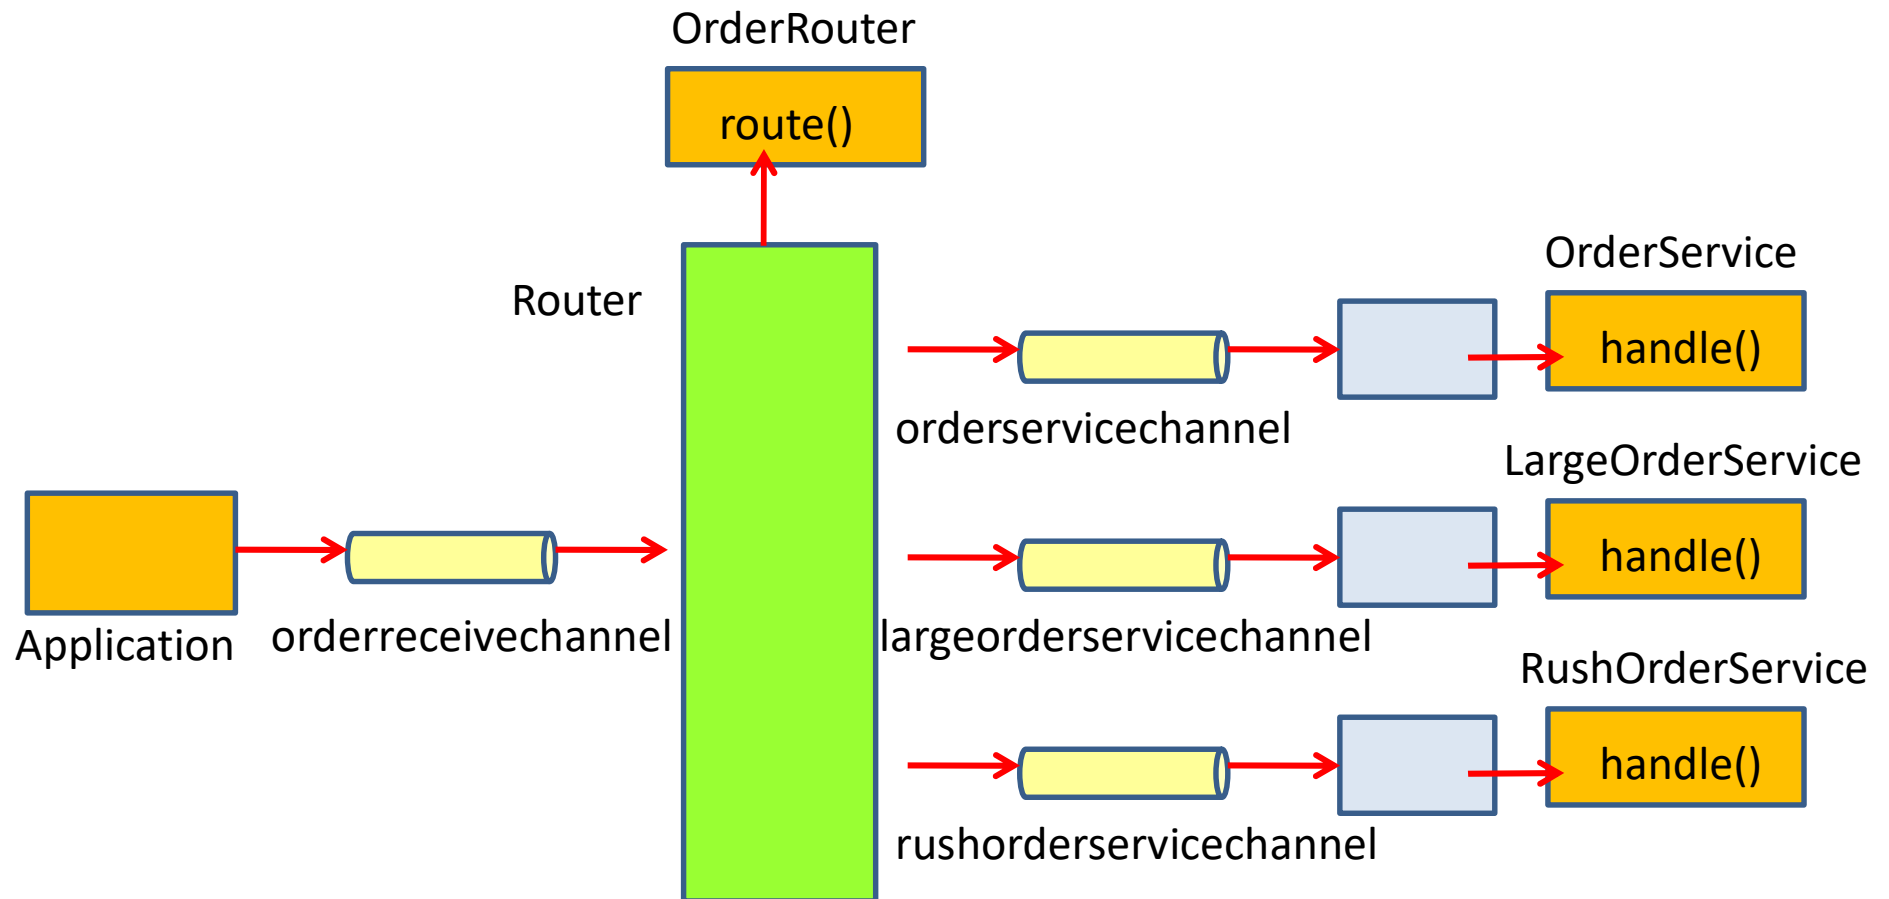 OrderRouter
route()
Router
OrderService
handle()
orderservicechannel
LargeOrderService
handle()
Application
orderreceivechannel
largeorderservicechannel
RushOrderService
handle()
rushorderservicechannel